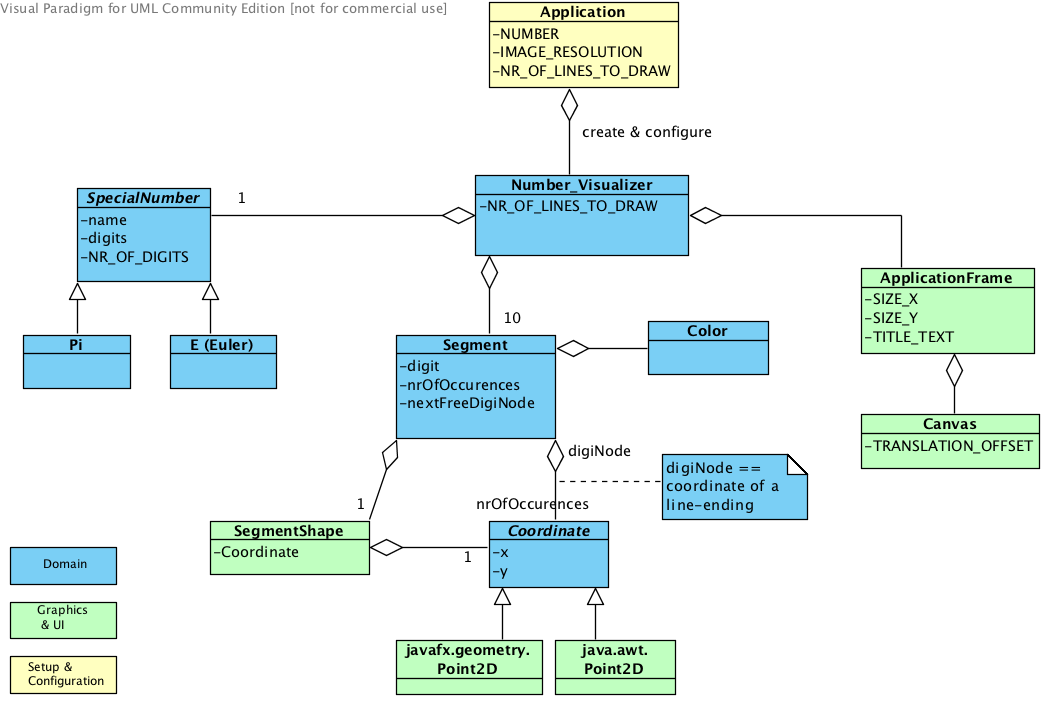 Visual Paradigm for UML Community Edition [not for commercial use]
Application
-NUMBER
-IMAGE_RESOLUTION
-NR_OF_LINES_TO_DRAW
create & configure
SpecialNumber
-name
-digits
-NR_OF_DIGITS
1
Number_Visualizer
-NR_OF_LINES_TO_DRAW
ApplicationFrame
-SIZE_X
-SIZE_Y
-TITLE_TEXT
10
Pi
E (Euler)
Segment
-digit
-nrOfOccurences
-nextFreeDigiNode
Color
Canvas
-TRANSLATION_OFFSET
digiNode
digiNode ==
coordinate of a
line-ending
1
nrOfOccurences
SegmentShape
-Coordinate
1
Coordinate
-x
-y
Domain
Graphics
& UI
Setup &
Configuration
javafx.geometry.
Point2D
java.awt.
Point2D